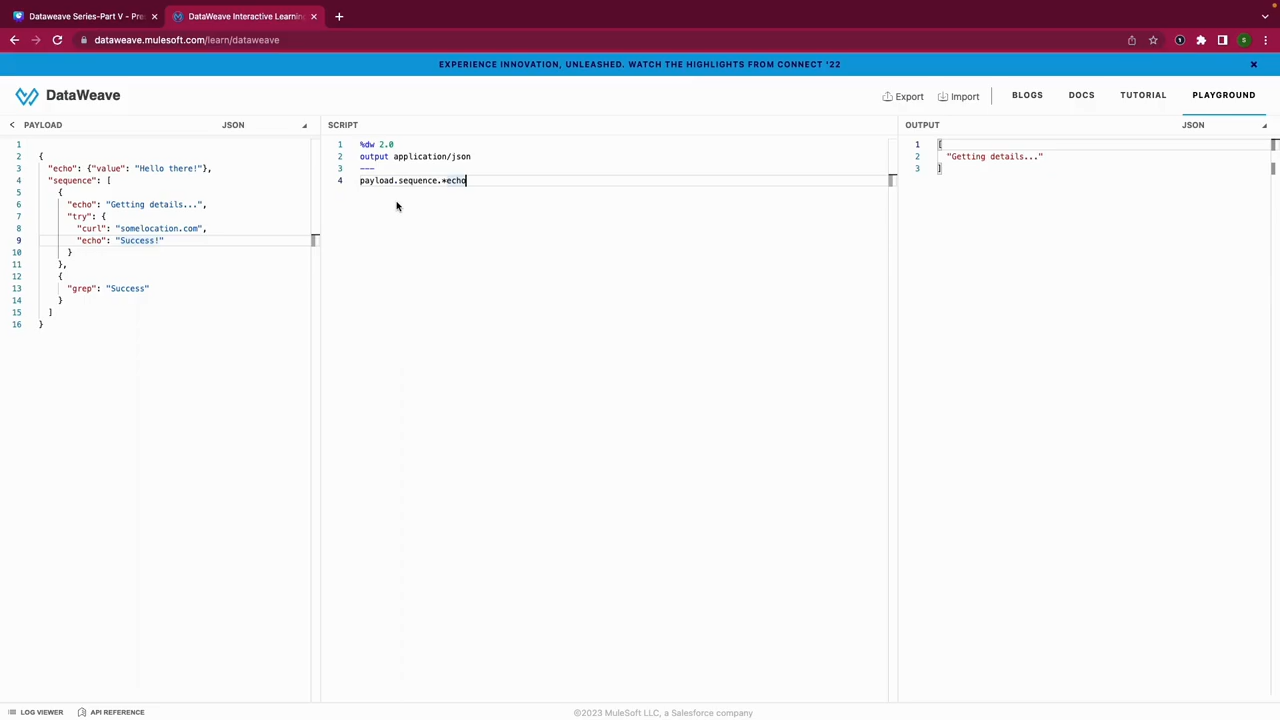 Dataweave Series-Part V - Pre
DataWeave Interactive Learning
dataweave.mulesoft.com/learn/dataweave
EXPERIENCE INNOVATION, UNLEASHED. WATCH THE HIGHLIGHTS FROM CONNECT '22
DataWeave
Export
Import
BLOGS
DOCS
TUTORIAL
PLAYGROUND
PAYLOAD
JSON
1
2 {
3 "echo": {"value": "Hello there!"},
4 "sequence": [
5 {
6 "echo": "Getting details...",
7 "try": {
8 "curl": "somelocation.com",
9 "echo": "Success!"
10 }
11 },
12 {
13 "grep": "Success"
14 }
15 ]
16 }
SCRIPT
1 %dw 2.0
2 output application/json
3 ---
4 payload.sequence.*echo
OUTPUT
JSON
1 [
2 "Getting details..."
3 ]
LOG VIEWER
API REFERENCE
©2023 MuleSoft LLC, a Salesforce company